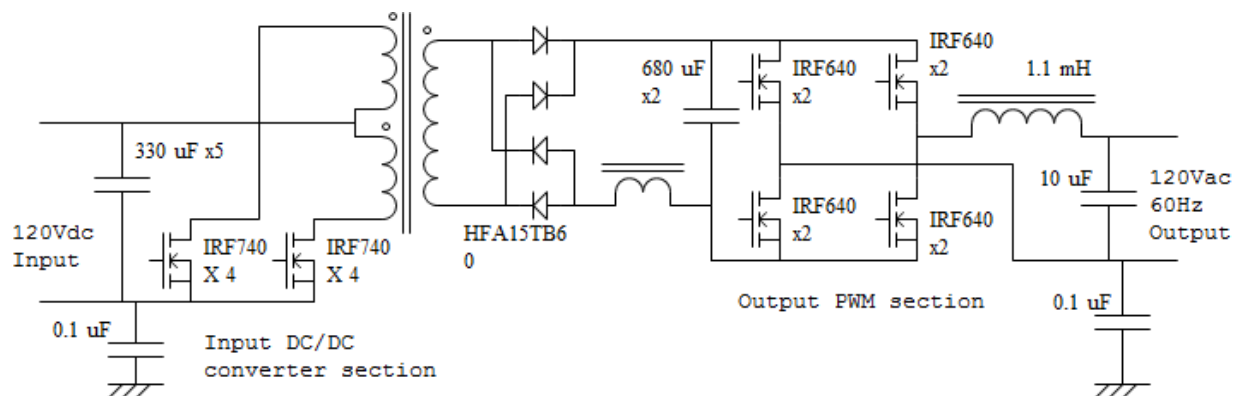 330 uF x5
120Vdc
Input
IRF740
X 4
IRF740
X 4
0.1 uF
Input DC/DC
converter section
HFA15TB6
0
680 uF
x2
IRF640
x2
IRF640
x2
IRF640
x2
IRF640
x2
Output PWM section
1.1 mH
10 uF
120Vac
60Hz
Output
0.1 uF